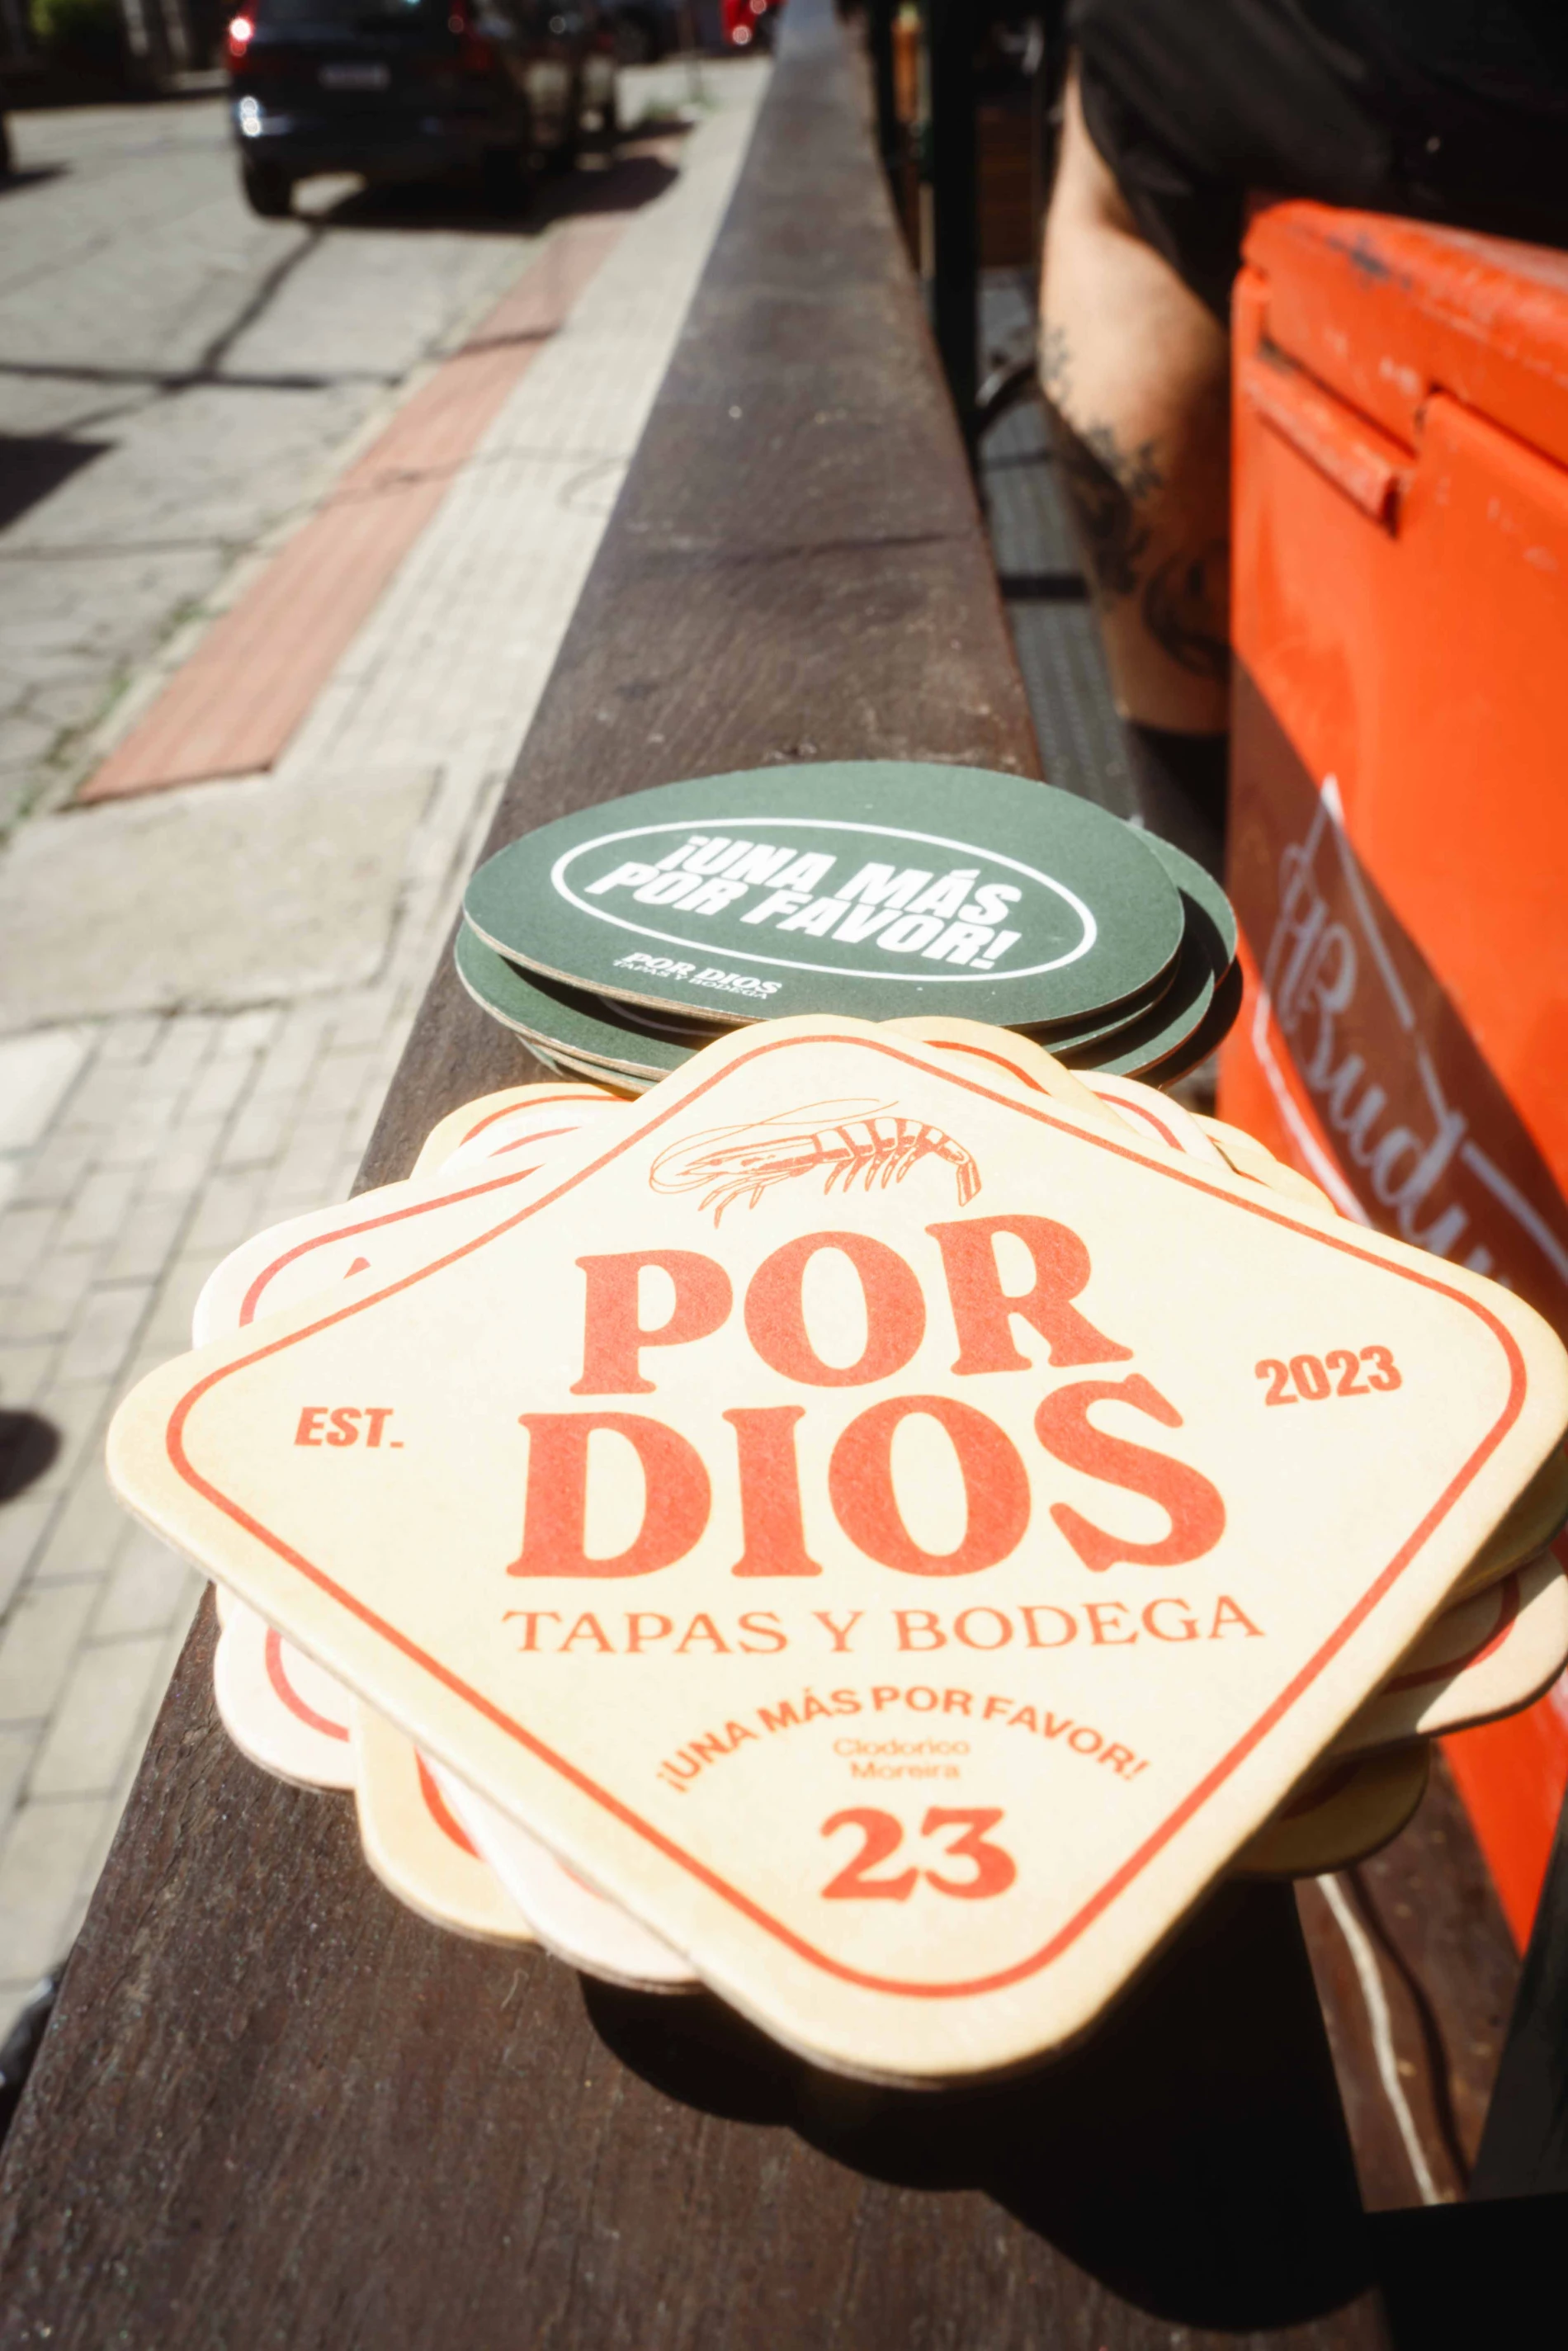 ¡UNA MÁS
POR FAVOR!
POR DIOS
TAPAS Y BODEGA
POR
DIOS
EST.
2023
TAPAS Y BODEGA
¡UNA MÁS POR FAVOR!
Clodorico
Moreira
23